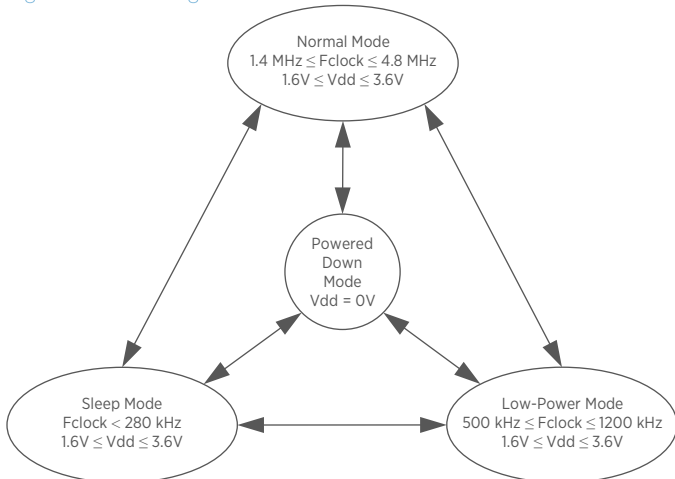 Normal Mode
1.4 MHz ≤ Fclock ≤ 4.8 MHz
1.6V ≤ Vdd ≤ 3.6V
Powered
Down
Mode
Vdd = 0V
Sleep Mode
Fclock < 280 kHz
1.6V ≤ Vdd ≤ 3.6V
Low-Power Mode
500 kHz ≤ Fclock ≤ 1200 kHz
1.6V ≤ Vdd ≤ 3.6V